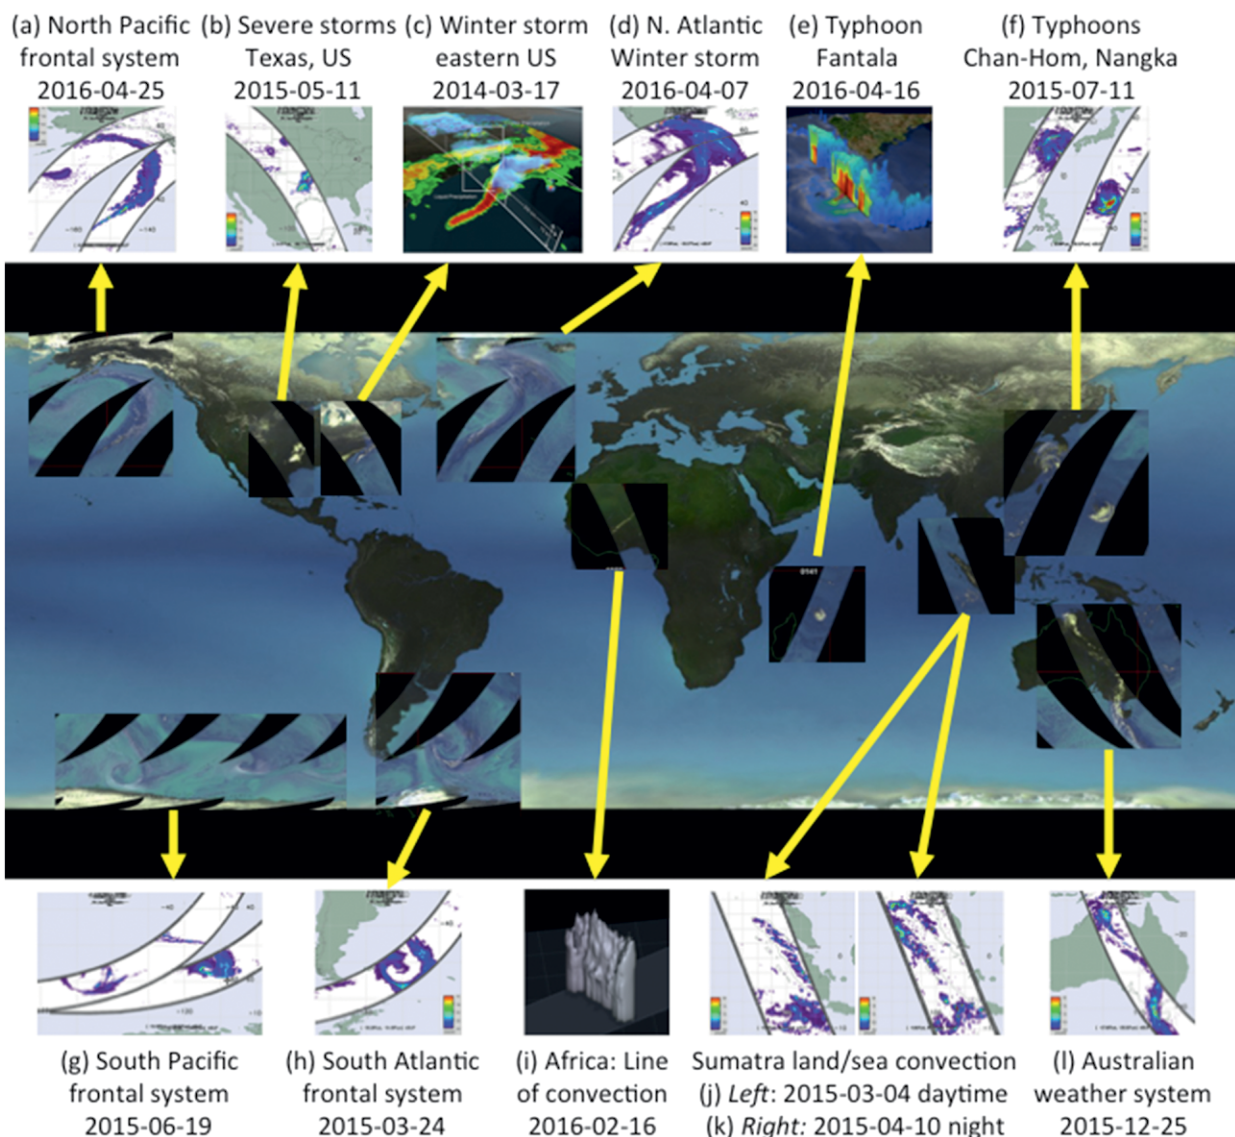 (a) North Pacific
frontal system
2016-04-25
(b) Severe storms
Texas, US
2015-05-11
(c) Winter storm
eastern US
2014-03-17
(d) N. Atlantic
Winter storm
2016-04-07
(e) Typhoon
Fantala
2016-04-16
(f) Typhoons
Chan-Hom, Nangka
2015-07-11
(g) South Pacific
frontal system
2015-06-19
(h) South Atlantic
frontal system
2015-03-24
(i) Africa: Line
of convection
2016-02-16
Sumatra land/sea convection
(j) Left: 2015-03-04 daytime
(k) Right: 2015-04-10 night
(l) Australian
weather system
2015-12-25